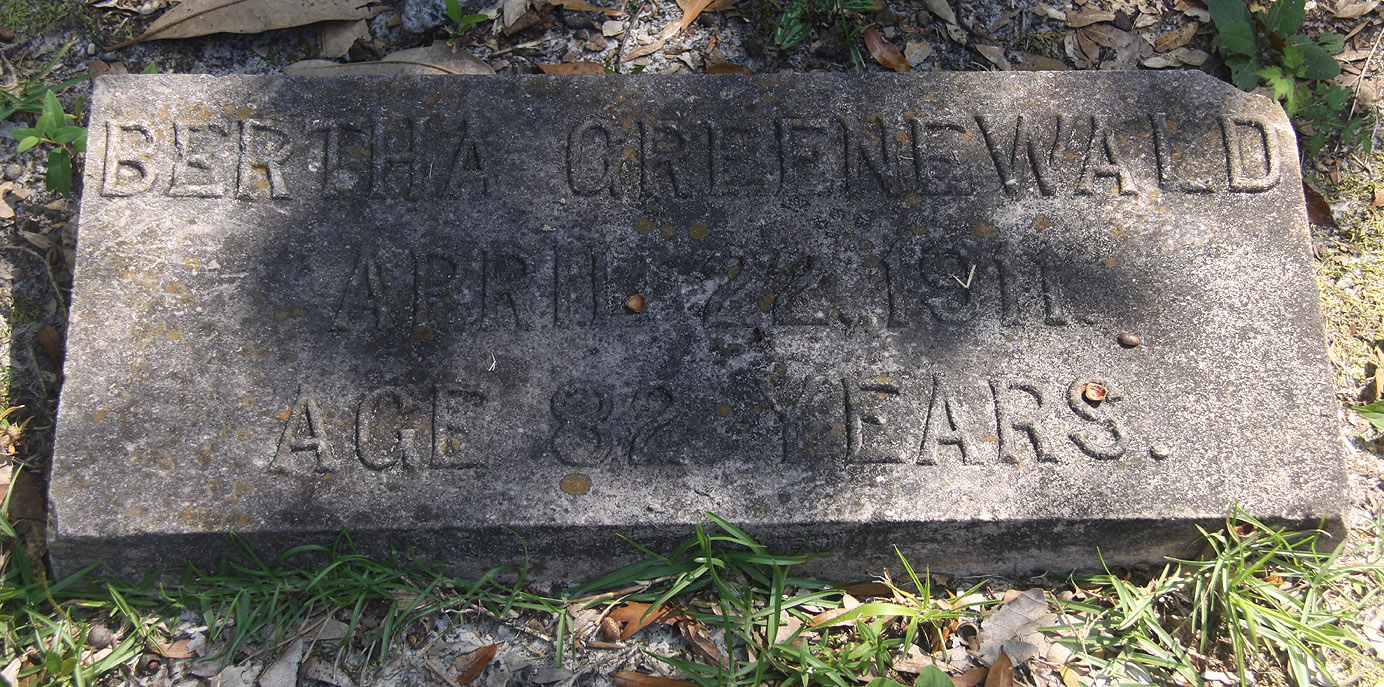 BERTHA GREENEWALD
APRIL 22, 1911.
AGE 82 YEARS.